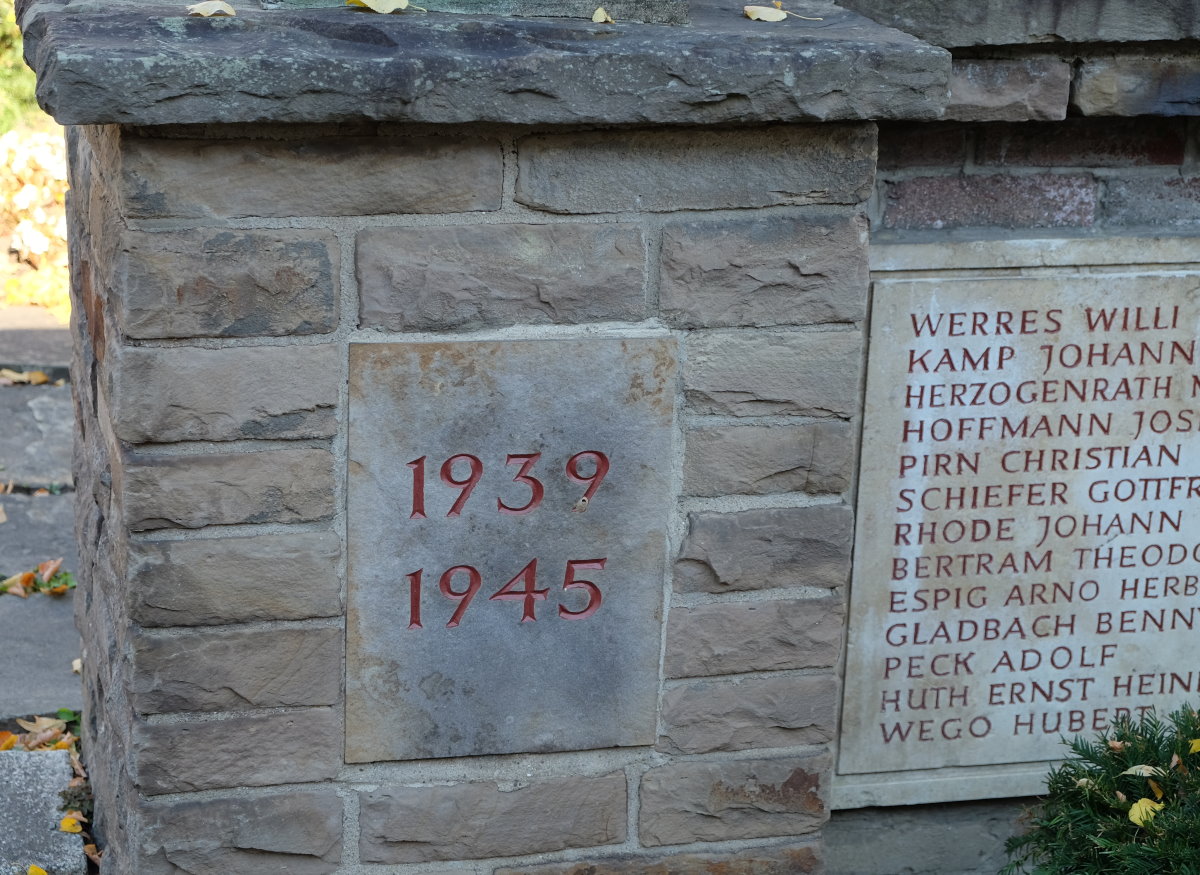 1939
1945
WERRES WILLI
KAMP JOHANN
HERZOGENRATH
HOFFMANN
PIRN CHRISTIAN
SCHIEFER
RHODE JOHANN
BERTRAM
ESPIG ARNO
GLADBACH
PECK ADOLF
HUTH ERNST
WEGO HUBERT